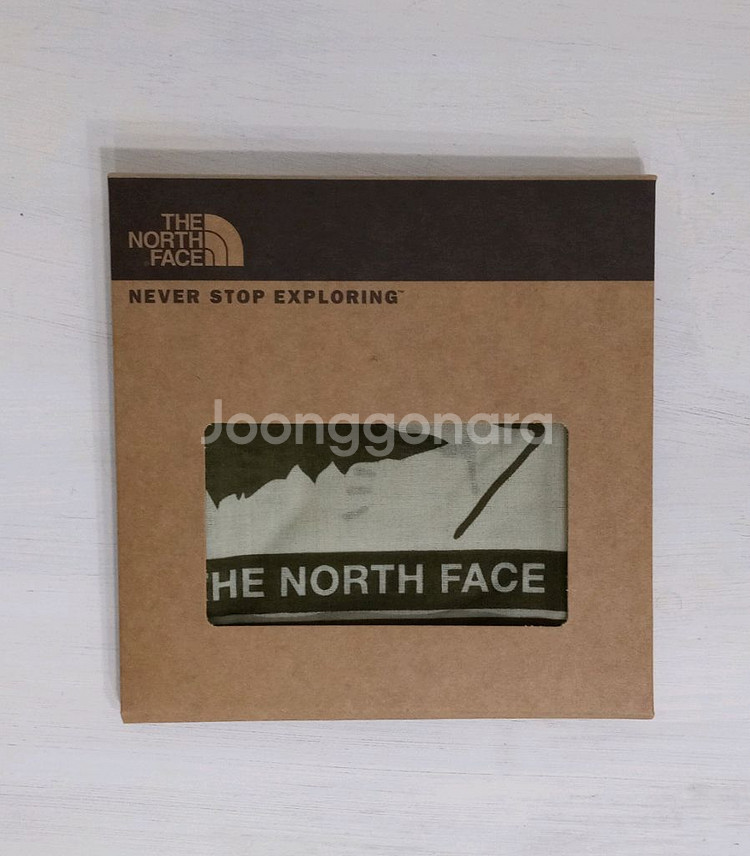 THE
NORTH
FACE
NEVER STOP EXPLORING™
Joonggonara
THE NORTH FACE